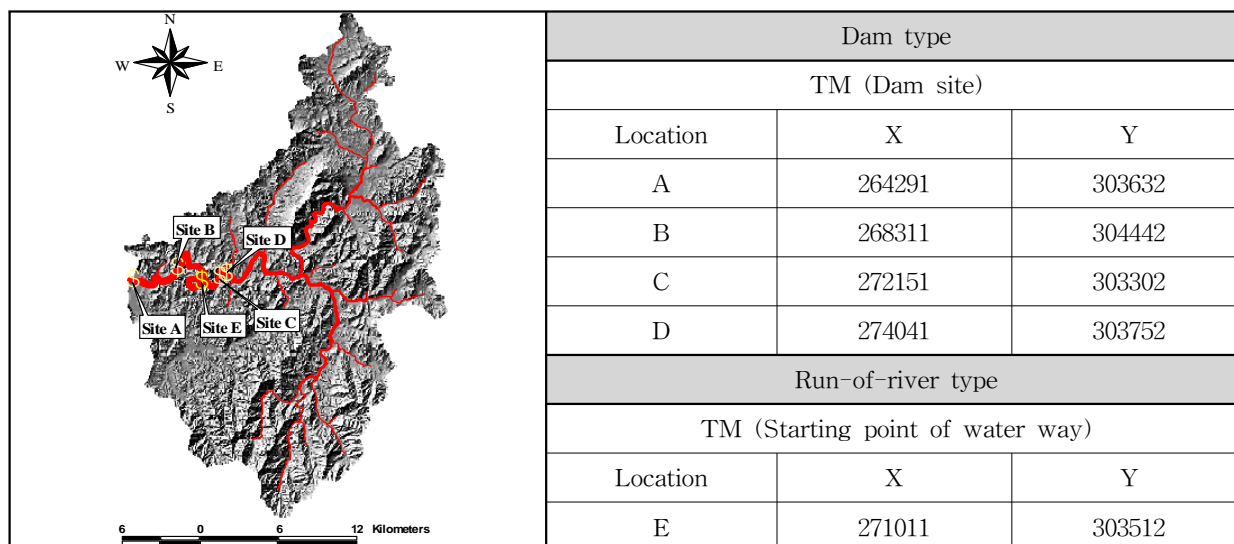 N
W E
S
Site B
Site D
Site A
Site E
Site C
6 0 6 12 Kilometers
Dam type
TM (Dam site)
Location X Y
A 264291 303632
B 268311 304442
C 272151 303302
D 274041 303752
Run-of-river type
TM (Starting point of water way)
Location X Y
E 271011 303512